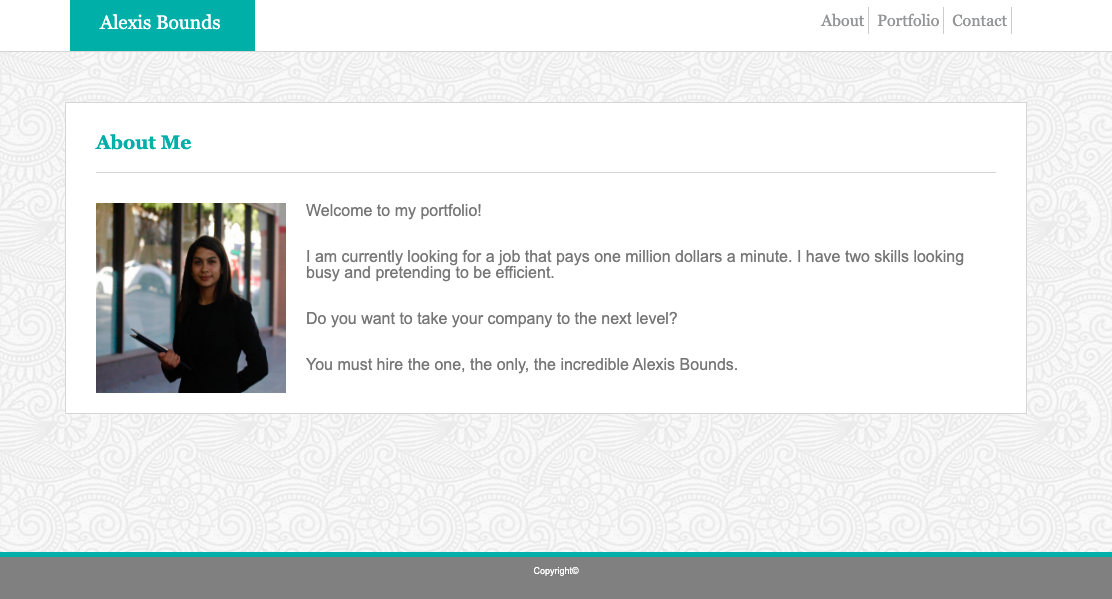 Alexis Bounds
About
Portfolio
Contact
About Me
Welcome to my portfolio!
I am currently looking for a job that pays one million dollars a minute. I have two skills looking
busy and pretending to be efficient.
Do you want to take your company to the next level?
You must hire the one, the only, the incredible Alexis Bounds.
Copyright©